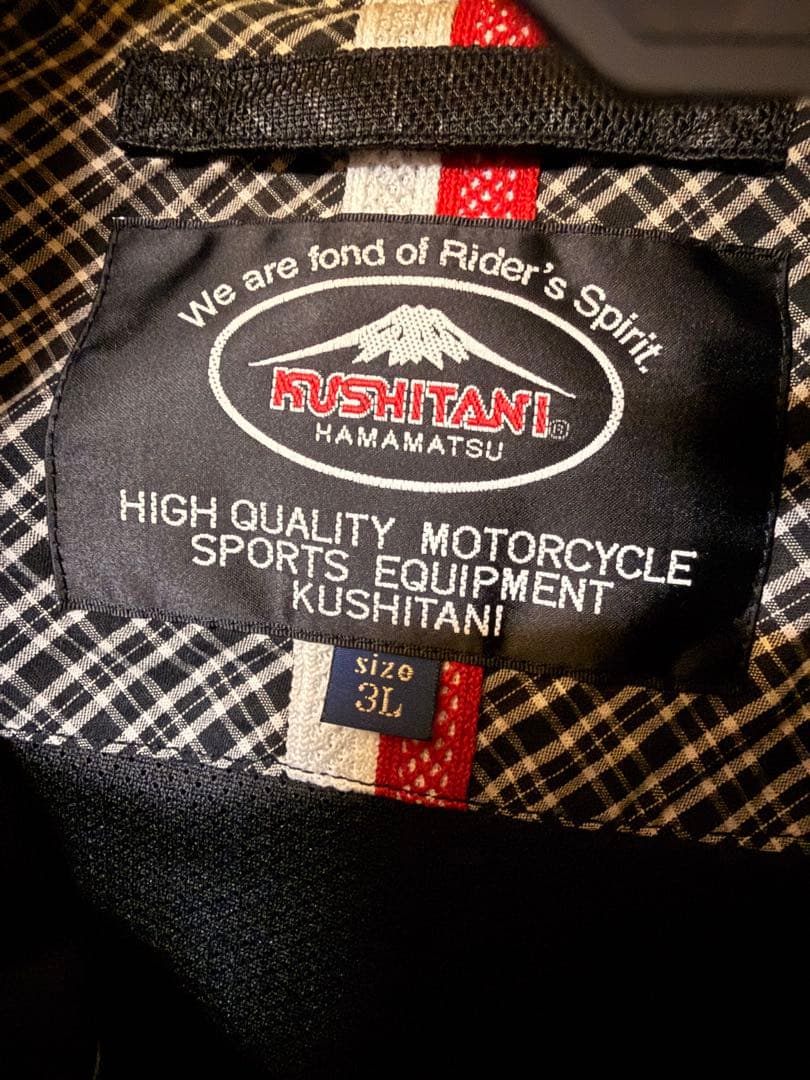 We are fond of Rider's Spirit.
KUSHITANI®
HAMAMATSU
HIGH QUALITY MOTORCYCLE
SPORTS EQUIPMENT
KUSHITANI
size
3L